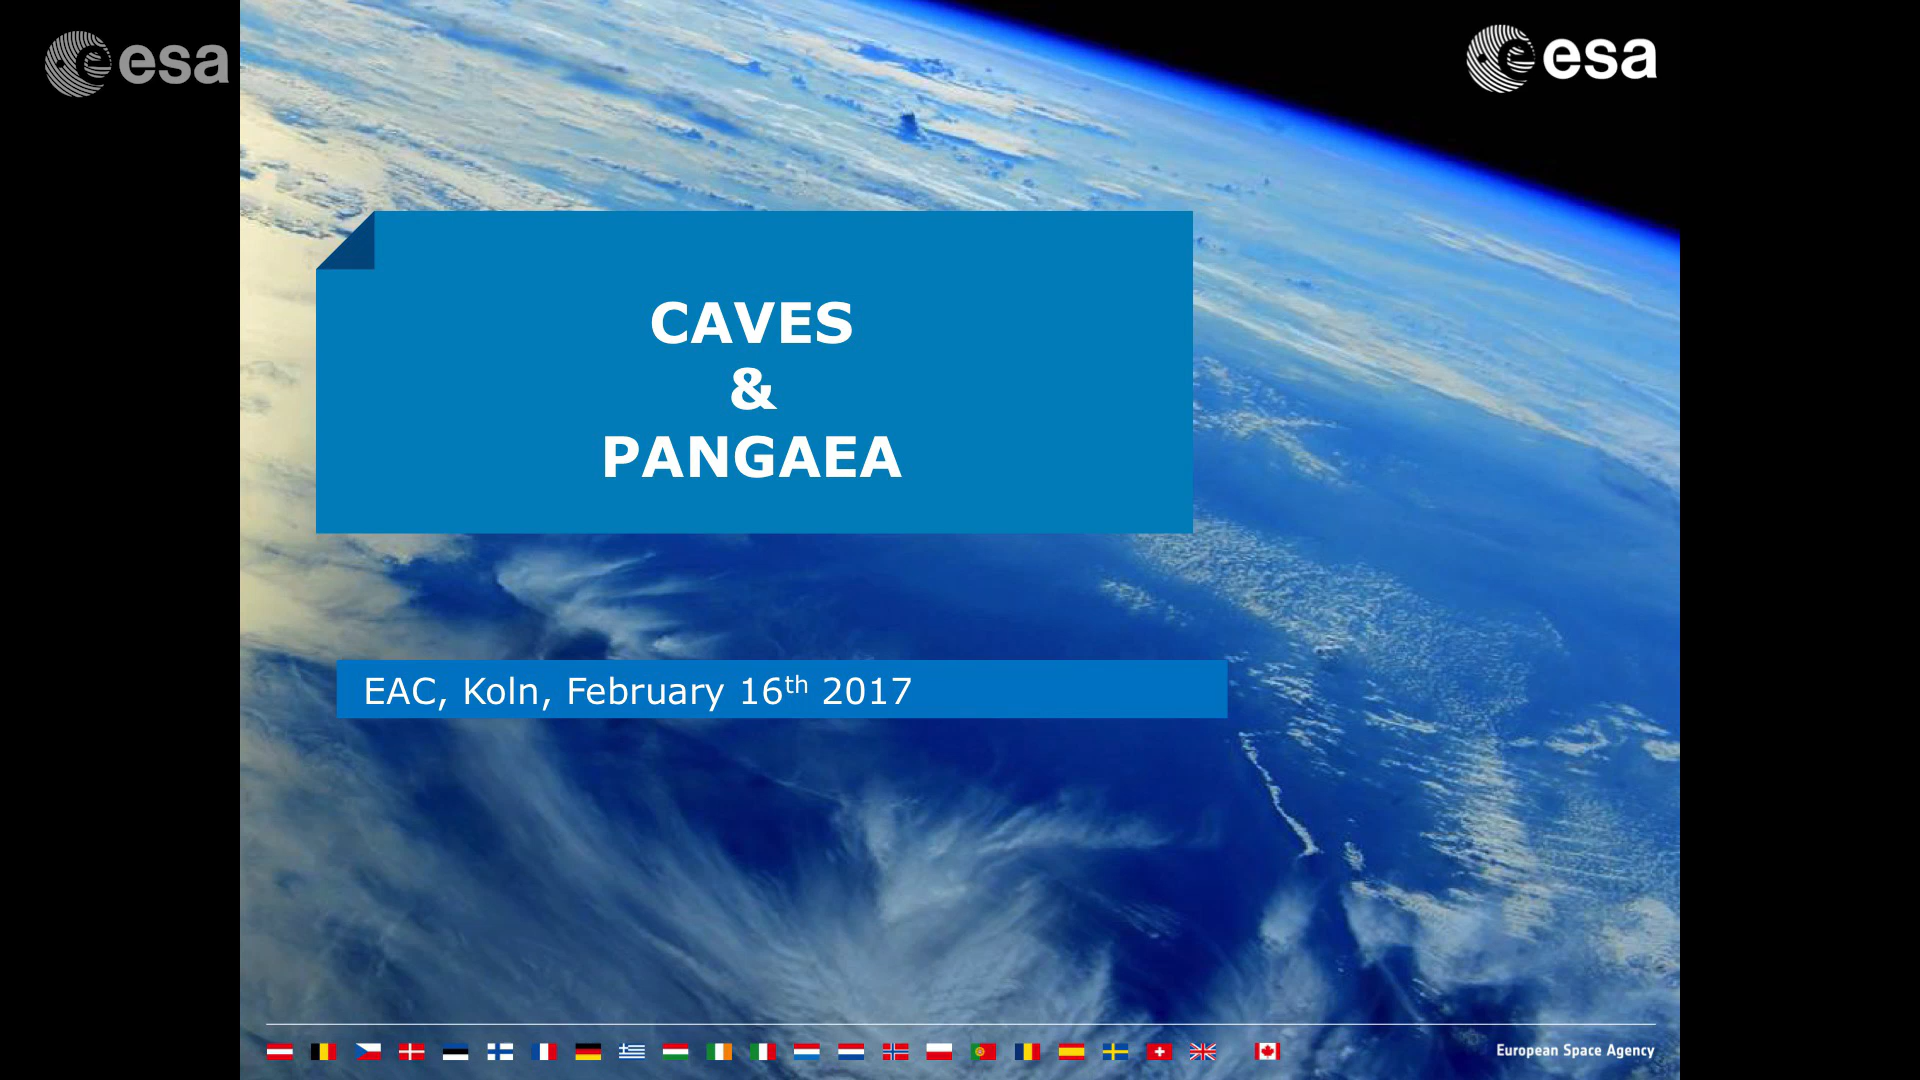 esa
esa
CAVES
&
PANGAEA
EAC, Koln, February 16th 2017
European Space Agency